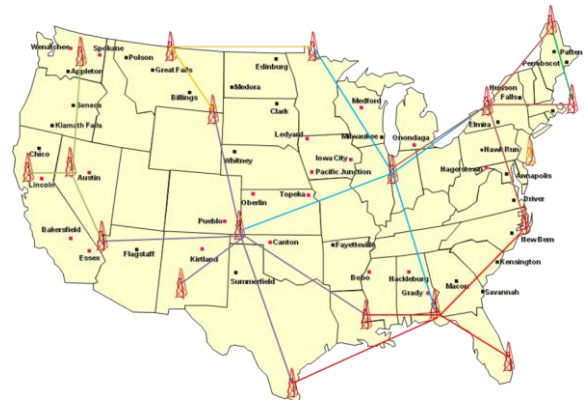 Wenatchee
Spokane
Appleton
Polson
Great Falls
Billings
Edinburg
Medora
Clark
Seneca
Klamath Falls
Chico
Lincoln
Austin
Bakersfield
Essex
Flagstaff
Whitney
Oberlin
Pueblo
Kirtland
Canton
Summerfield
Ledyard
Iowa City
Pacific Junction
Topeka
Medford
Milwaukee
Onondaga
Fayetteville
Bobo
Hackleburg
Grady
Macon
Savannah
Kensington
New Bern
Driver
Annapolis
Hagerstown
Hawk Run
Elmira
Hunson
Falls
Penobscot
Patten